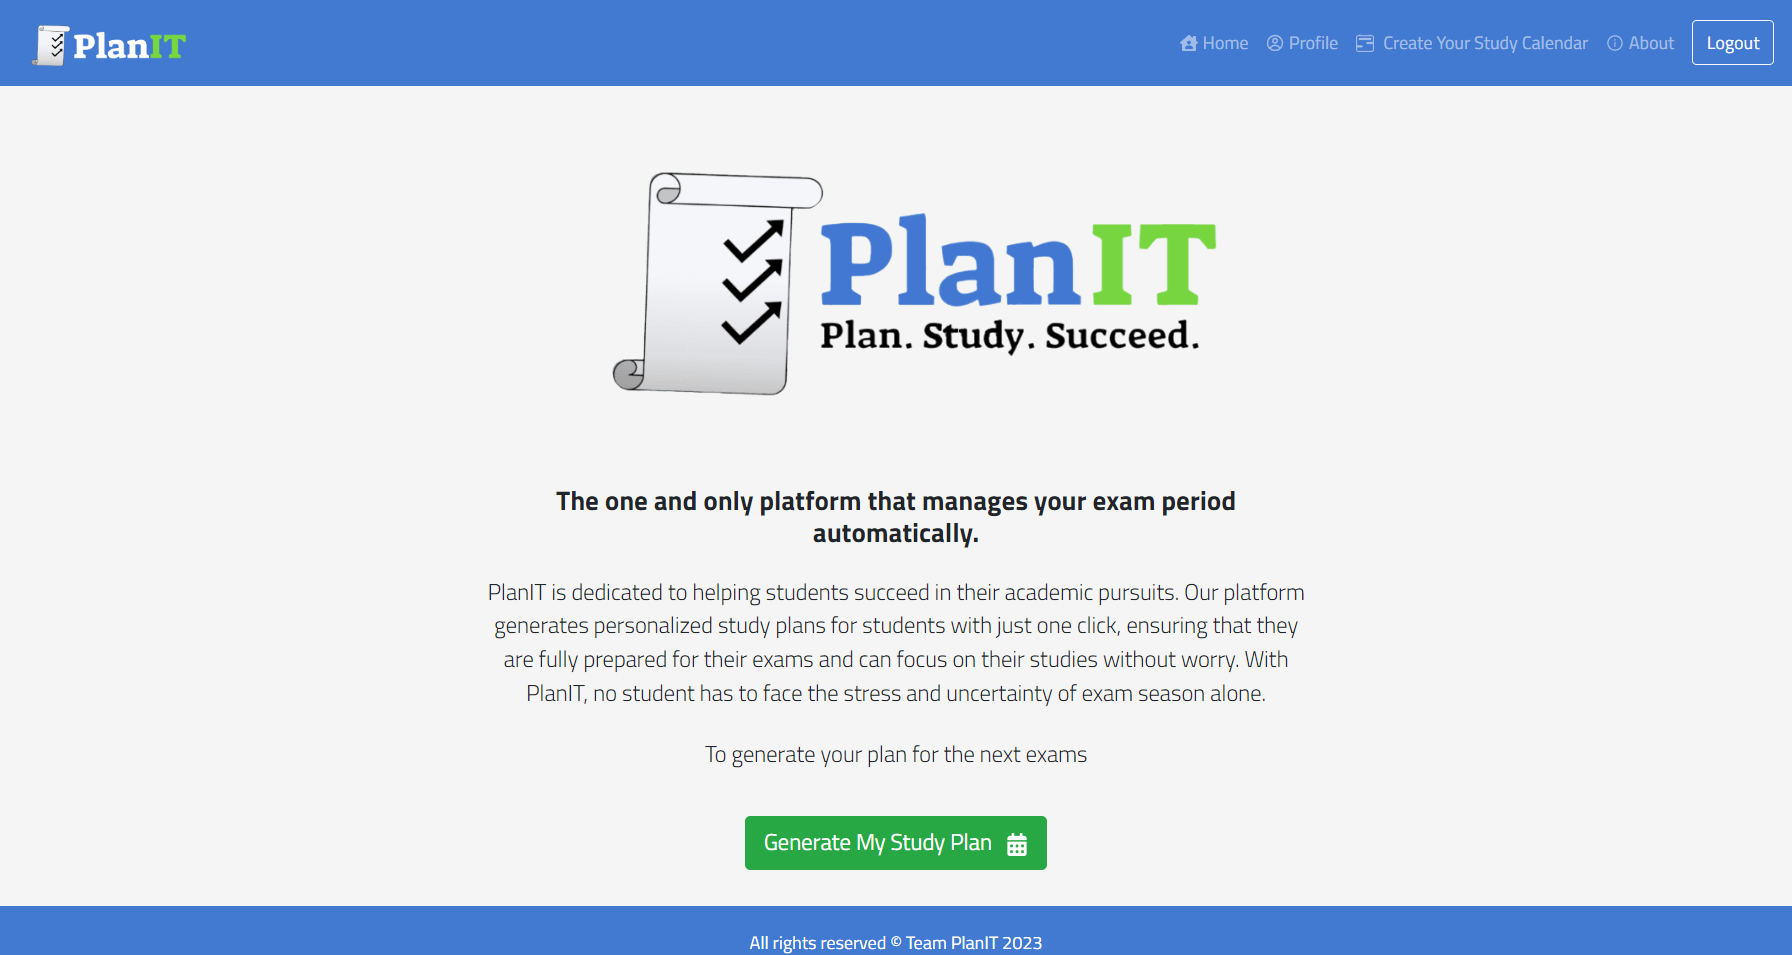 PlanIT
Home
Profile
Create Your Study Calendar
About
Logout
PlanIT
Plan. Study. Succeed.
The one and only platform that manages your exam period
automatically.
PlanIT is dedicated to helping students succeed in their academic pursuits. Our platform
generates personalized study plans for students with just one click, ensuring that they
are fully prepared for their exams and can focus on their studies without worry. With
PlanIT, no student has to face the stress and uncertainty of exam season alone.
To generate your plan for the next exams
Generate My Study Plan
All rights reserved © Team PlanIT 2023